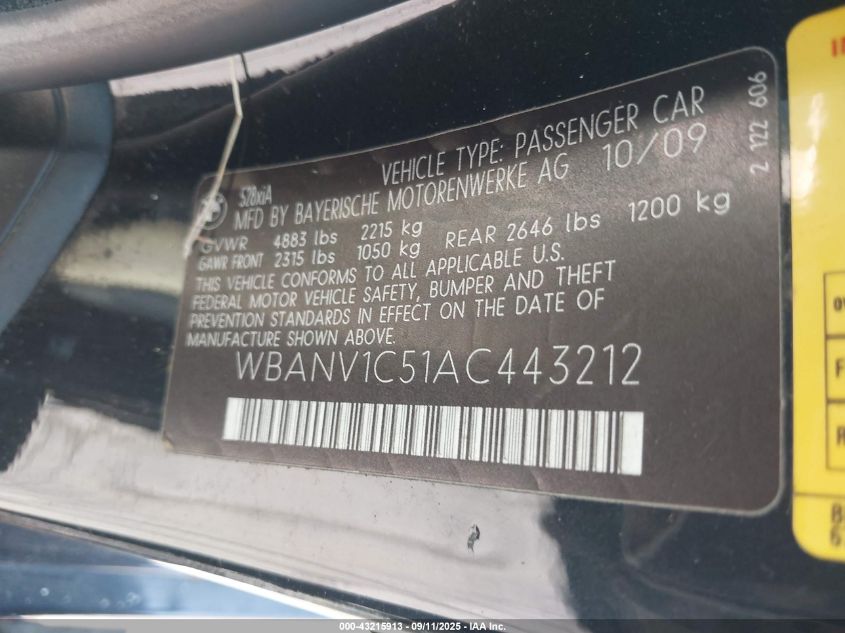 528xiA
VEHICLE TYPE: PASSENGER CAR
MFD BY BAYERISCHE MOTORENWERKE AG 10/09
GVWR 4883 lbs 2215 kg
GAWR FRONT 2315 lbs 1050 kg REAR 2646 lbs 1200 kg
THIS VEHICLE CONFORMS TO ALL APPLICABLE U.S.
FEDERAL MOTOR VEHICLE SAFETY, BUMPER AND THEFT
PREVENTION STANDARDS IN EFFECT ON THE DATE OF
MANUFACTURE SHOWN ABOVE.
WBANV1C51AC443212
2 122 606
000-43215913 - 09/11/2025 - IAA Inc.